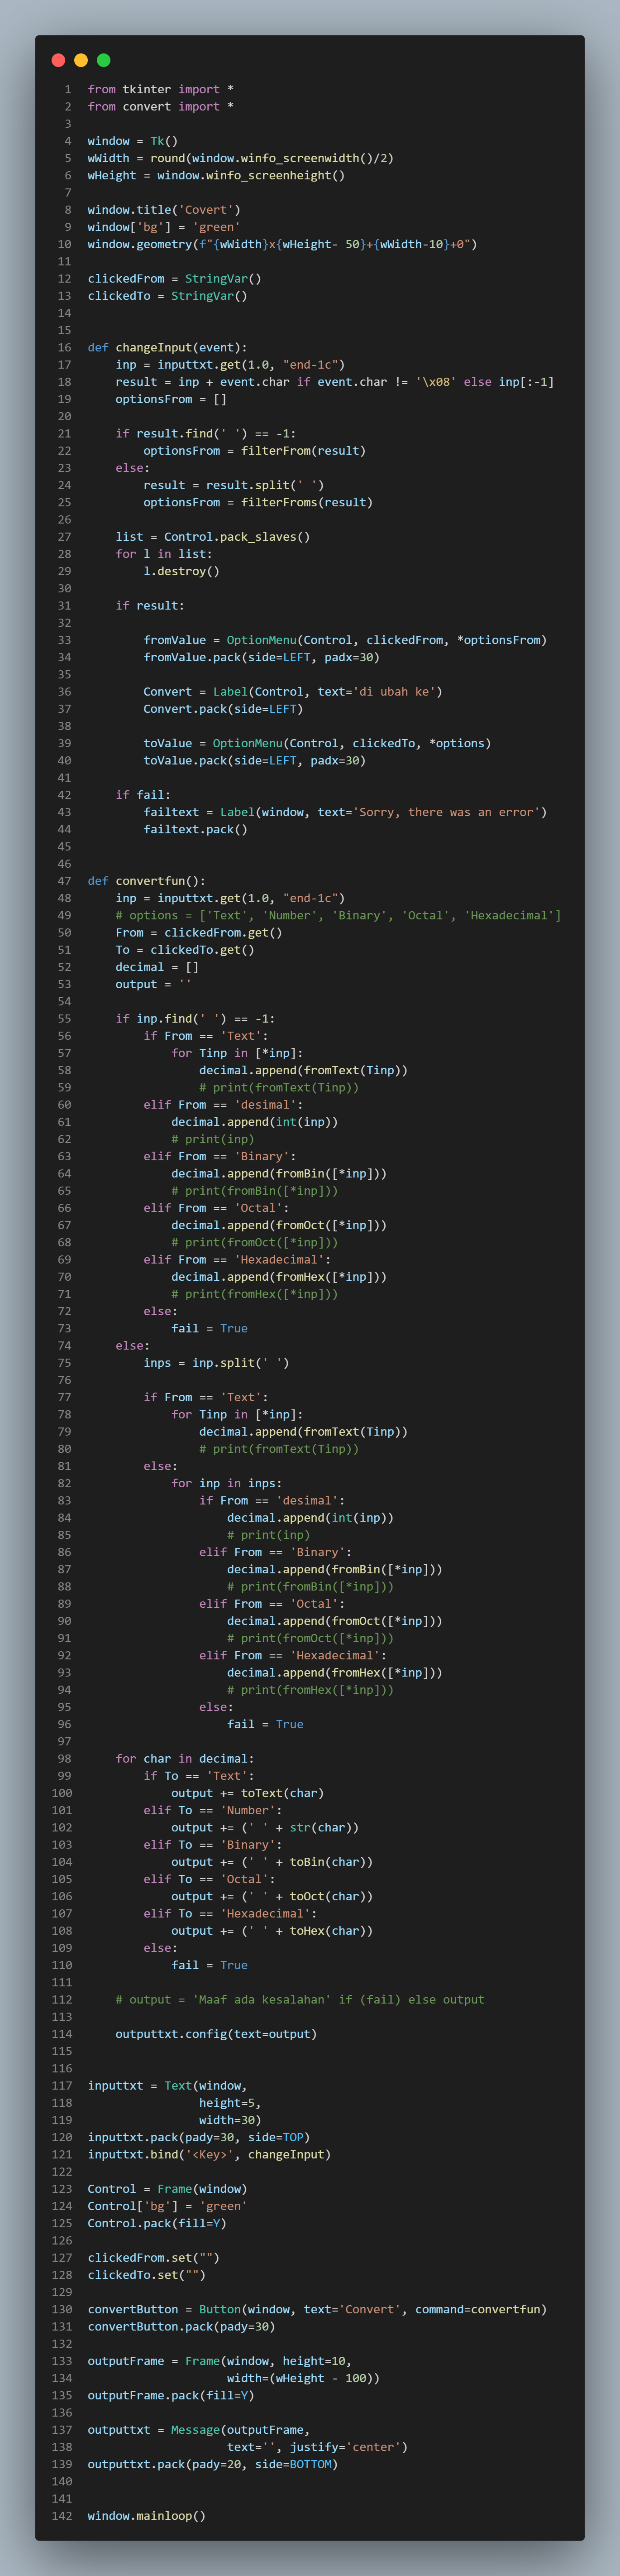 1 from tkinter import *
2 from convert import *
3
4 window = Tk()
5 wWidth = round(window.winfo_screenwidth()/2)
6 wHeight = window.winfo_screenheight()
7
8 window.title('Covert')
9 window['bg'] = 'green'
10 window.geometry(f"{wWidth}x{wHeight- 50}+{wWidth-10}+0")
11
12 clickedFrom = StringVar()
13 clickedTo = StringVar()
14
15
16 def changeInput(event):
17     inp = inputtxt.get(1.0, "end-1c")
18     result = inp + event.char if event.char != '\x08' else inp[:-1]
19     optionsFrom = []
20
21     if result.find(' ') == -1:
22         optionsFrom = filterFrom(result)
23     else:
24         result = result.split(' ')
25         optionsFrom = filterFroms(result)
26
27     list = Control.pack_slaves()
28     for l in list:
29         l.destroy()
30
31     if result:
32
33         fromValue = OptionMenu(Control, clickedFrom, *optionsFrom)
34         fromValue.pack(side=LEFT, padx=30)
35
36         Convert = Label(Control, text='di ubah ke')
37         Convert.pack(side=LEFT)
38
39         toValue = OptionMenu(Control, clickedTo, *options)
40         toValue.pack(side=LEFT, padx=30)
41
42     if fail:
43         failtext = Label(window, text='Sorry, there was an error')
44         failtext.pack()
45
46
47 def convertfun():
48     inp = inputtxt.get(1.0, "end-1c")
49     # options = ['Text', 'Number', 'Binary', 'Octal', 'Hexadecimal']
50     From = clickedFrom.get()
51     To = clickedTo.get()
52     decimal = []
53     output = ''
54
55     if inp.find(' ') == -1:
56         if From == 'Text':
57             for Tinp in [*inp]:
58                 decimal.append(fromText(Tinp))
59                 # print(fromText(Tinp))
60         elif From == 'desimal':
61             decimal.append(int(inp))
62             # print(inp)
63         elif From == 'Binary':
64             decimal.append(fromBin([*inp]))
65             # print(fromBin([*inp]))
66         elif From == 'Octal':
67             decimal.append(fromOct([*inp]))
68             # print(fromOct([*inp]))
69         elif From == 'Hexadecimal':
70             decimal.append(fromHex([*inp]))
71             # print(fromHex([*inp]))
72         else:
73             fail = True
74     else:
75         inps = inp.split(' ')
76
77         if From == 'Text':
78             for Tinp in [*inp]:
79                 decimal.append(fromText(Tinp))
80                 # print(fromText(Tinp))
81         else:
82             for inp in inps:
83                 if From == 'desimal':
84                     decimal.append(int(inp))
85                     # print(inp)
86                 elif From == 'Binary':
87                     decimal.append(fromBin([*inp]))
88                     # print(fromBin([*inp]))
89                 elif From == 'Octal':
90                     decimal.append(fromOct([*inp]))
91                     # print(fromOct([*inp]))
92                 elif From == 'Hexadecimal':
93                     decimal.append(fromHex([*inp]))
94                     # print(fromHex([*inp]))
95                 else:
96                     fail = True
97
98     for char in decimal:
99         if To == 'Text':
100             output += toText(char)
101         elif To == 'Number':
102             output += (' ' + str(char))
103         elif To == 'Binary':
104             output += (' ' + toBin(char))
105         elif To == 'Octal':
106             output += (' ' + toOct(char))
107         elif To == 'Hexadecimal':
108             output += (' ' + toHex(char))
109         else:
110             fail = True
111
112     # output = 'Maaf ada kesalahan' if (fail) else output
113
114     outputtxt.config(text=output)
115
116
117 inputtxt = Text(window,
118                 height=5,
119                 width=30)
120 inputtxt.pack(pady=30, side=TOP)
121 inputtxt.bind('<Key>', changeInput)
122
123 Control = Frame(window)
124 Control['bg'] = 'green'
125 Control.pack(fill=Y)
126
127 clickedFrom.set("")
128 clickedTo.set("")
129
130 convertButton = Button(window, text='Convert', command=convertfun)
131 convertButton.pack(pady=30)
132
133 outputFrame = Frame(window, height=10,
134                     width=(wHeight - 100))
135 outputFrame.pack(fill=Y)
136
137 outputtxt = Message(outputFrame,
138                     text='', justify='center')
139 outputtxt.pack(pady=20, side=BOTTOM)
140
141
142 window.mainloop()